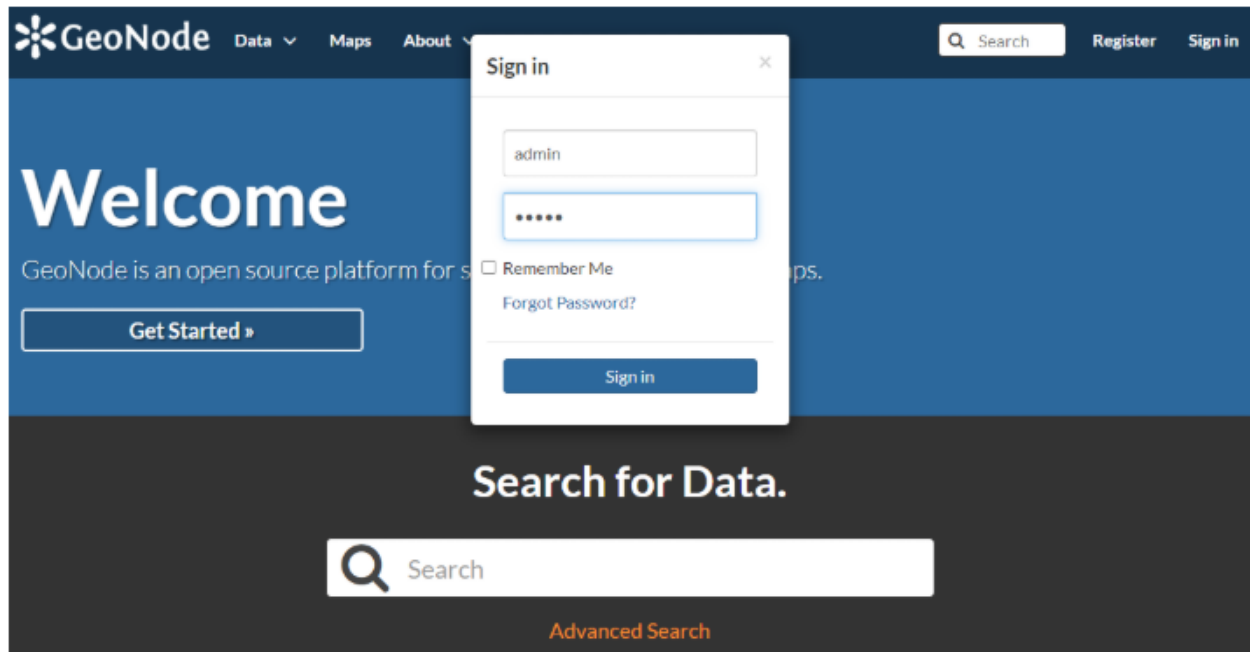 GeoNode Data Maps About Search Register Sign in
Sign in ×
admin
•••••
Remember Me
Forgot Password?
Sign in
Welcome
GeoNode is an open source platform for s ps.
Get Started »
Search for Data.
Search
Advanced Search